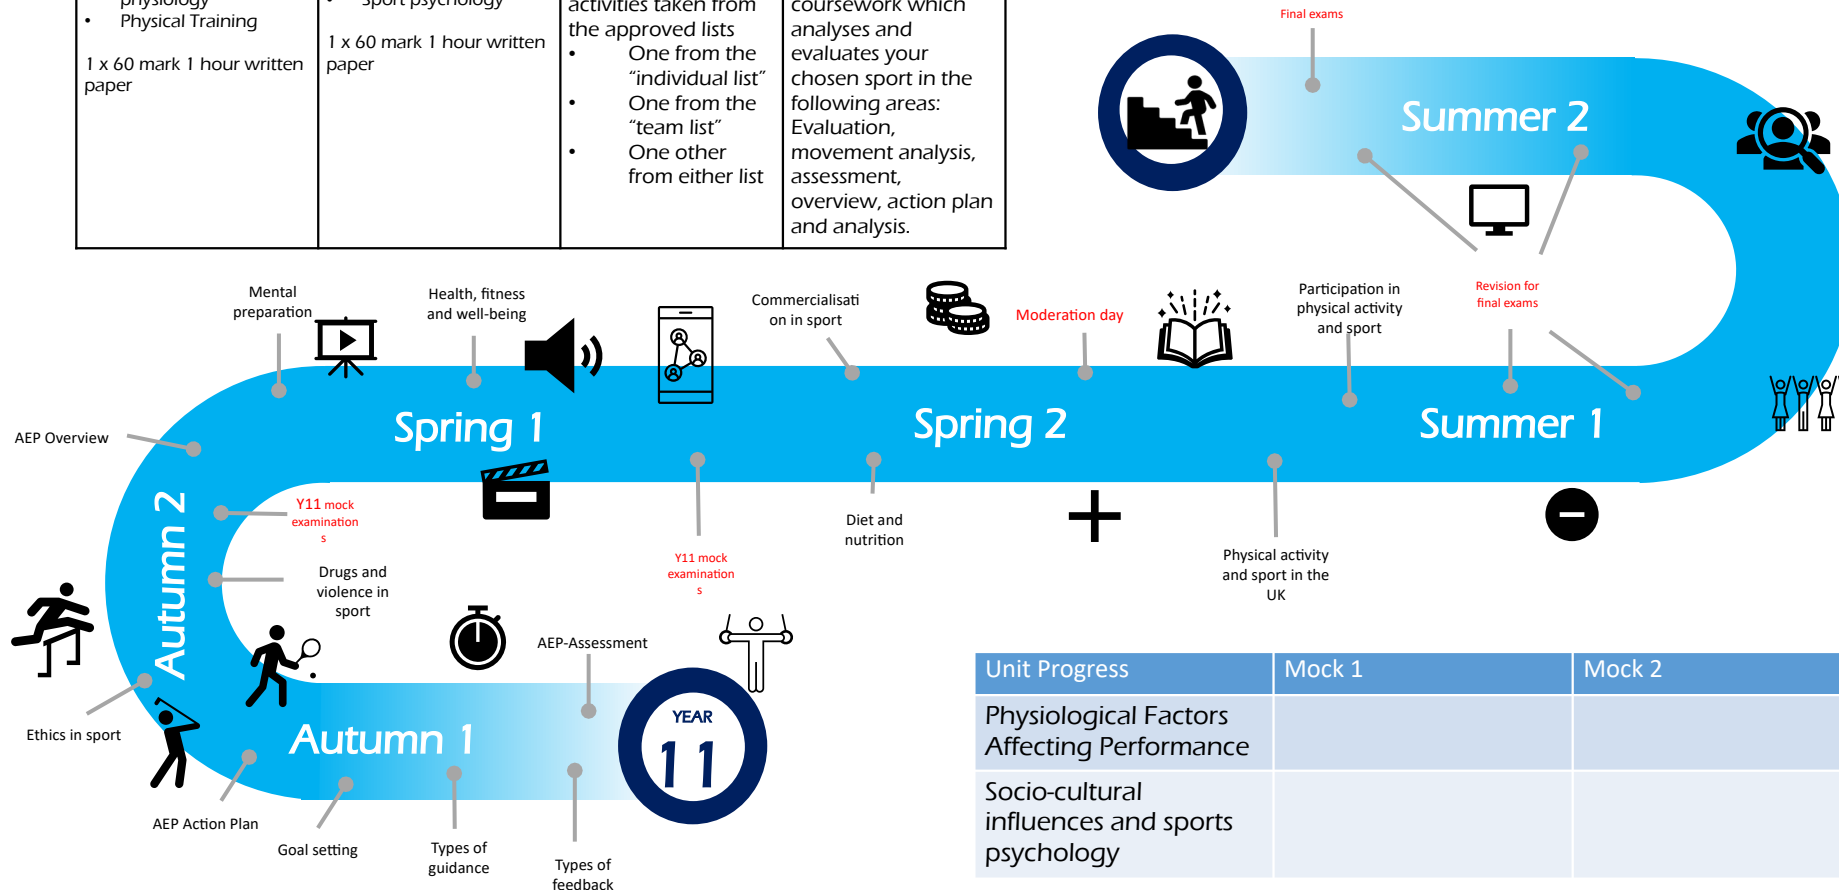 physiology
• Physical Training
1 x 60 mark 1 hour written
paper
• Sport psychology
1 x 60 mark 1 hour written
paper
activities taken from
the approved lists
• One from the
“individual list”
• One from the
“team list”
• One other
from either list
coursework which
analyses and
evaluates your
chosen sport in the
following areas:
Evaluation,
movement analysis,
assessment,
overview, action plan
and analysis.
Final exams
Summer 2
Mental
preparation
Health, fitness
and well-being
Commercialisati
on in sport
Moderation day
Participation in
physical activity
and sport
Revision for
final exams
AEP Overview
Spring 1
Spring 2
Summer 1
Autumn 2
Y11 mock
examination
s
Drugs and
violence in
sport
Y11 mock
examination
s
Diet and
nutrition
Physical activity
and sport in the
UK
AEP-Assessment
Ethics in sport
Autumn 1
YEAR
11
AEP Action Plan
Goal setting
Types of
guidance
Types of
feedback
Unit Progress
Mock 1
Mock 2
Physiological Factors
Affecting Performance
Socio-cultural
influences and sports
psychology